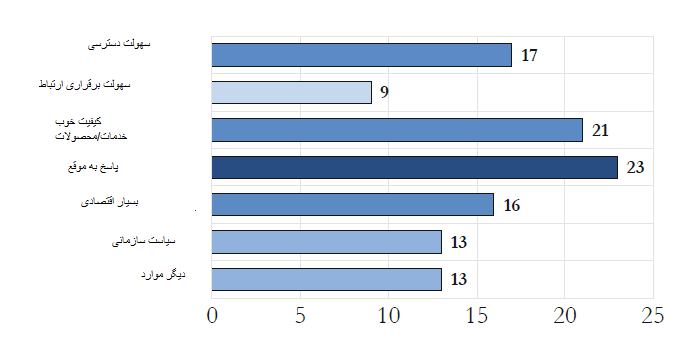 سهولت دسترسی
17
سهولت برقراری ارتباط
9
کیفیت خوب
خدمات/محصولات
21
پاسخ به موقع
23
بسیار اقتصادی
16
سیاست سازمانی
13
دیگر موارد
13
0 5 10 15 20 25